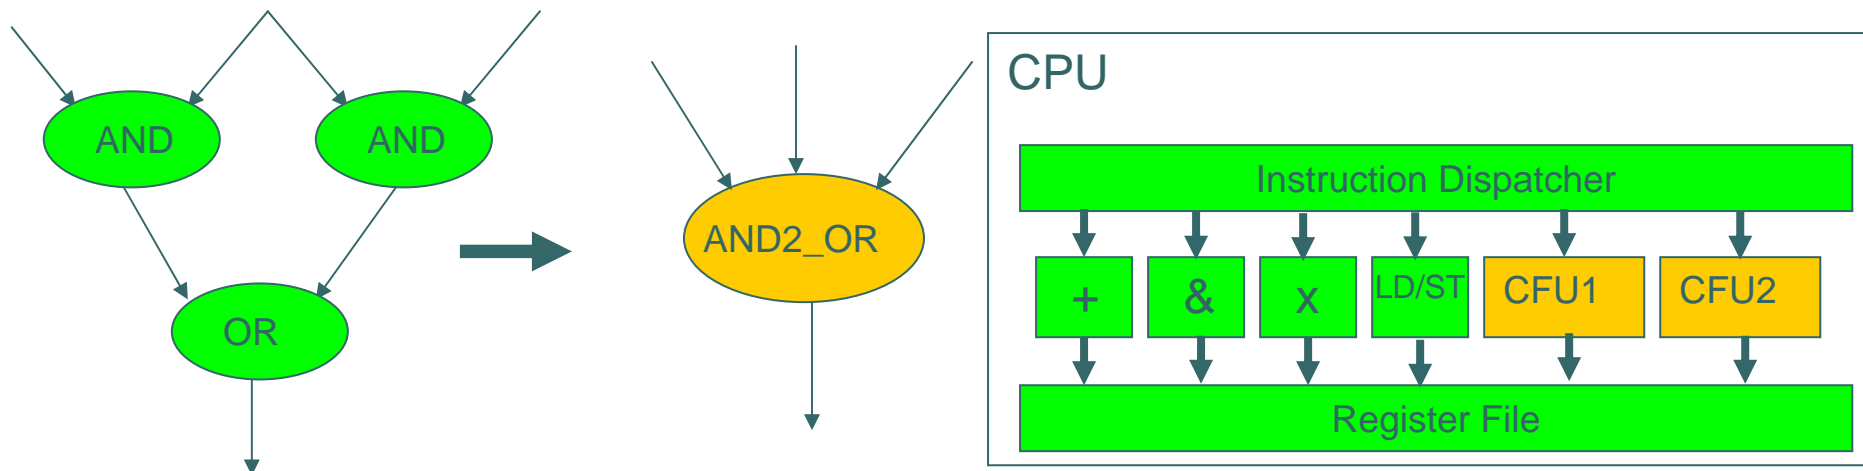 AND
AND
OR
AND2_OR
CPU
Instruction Dispatcher
+
&
x
LD/ST
CFU1
CFU2
Register File